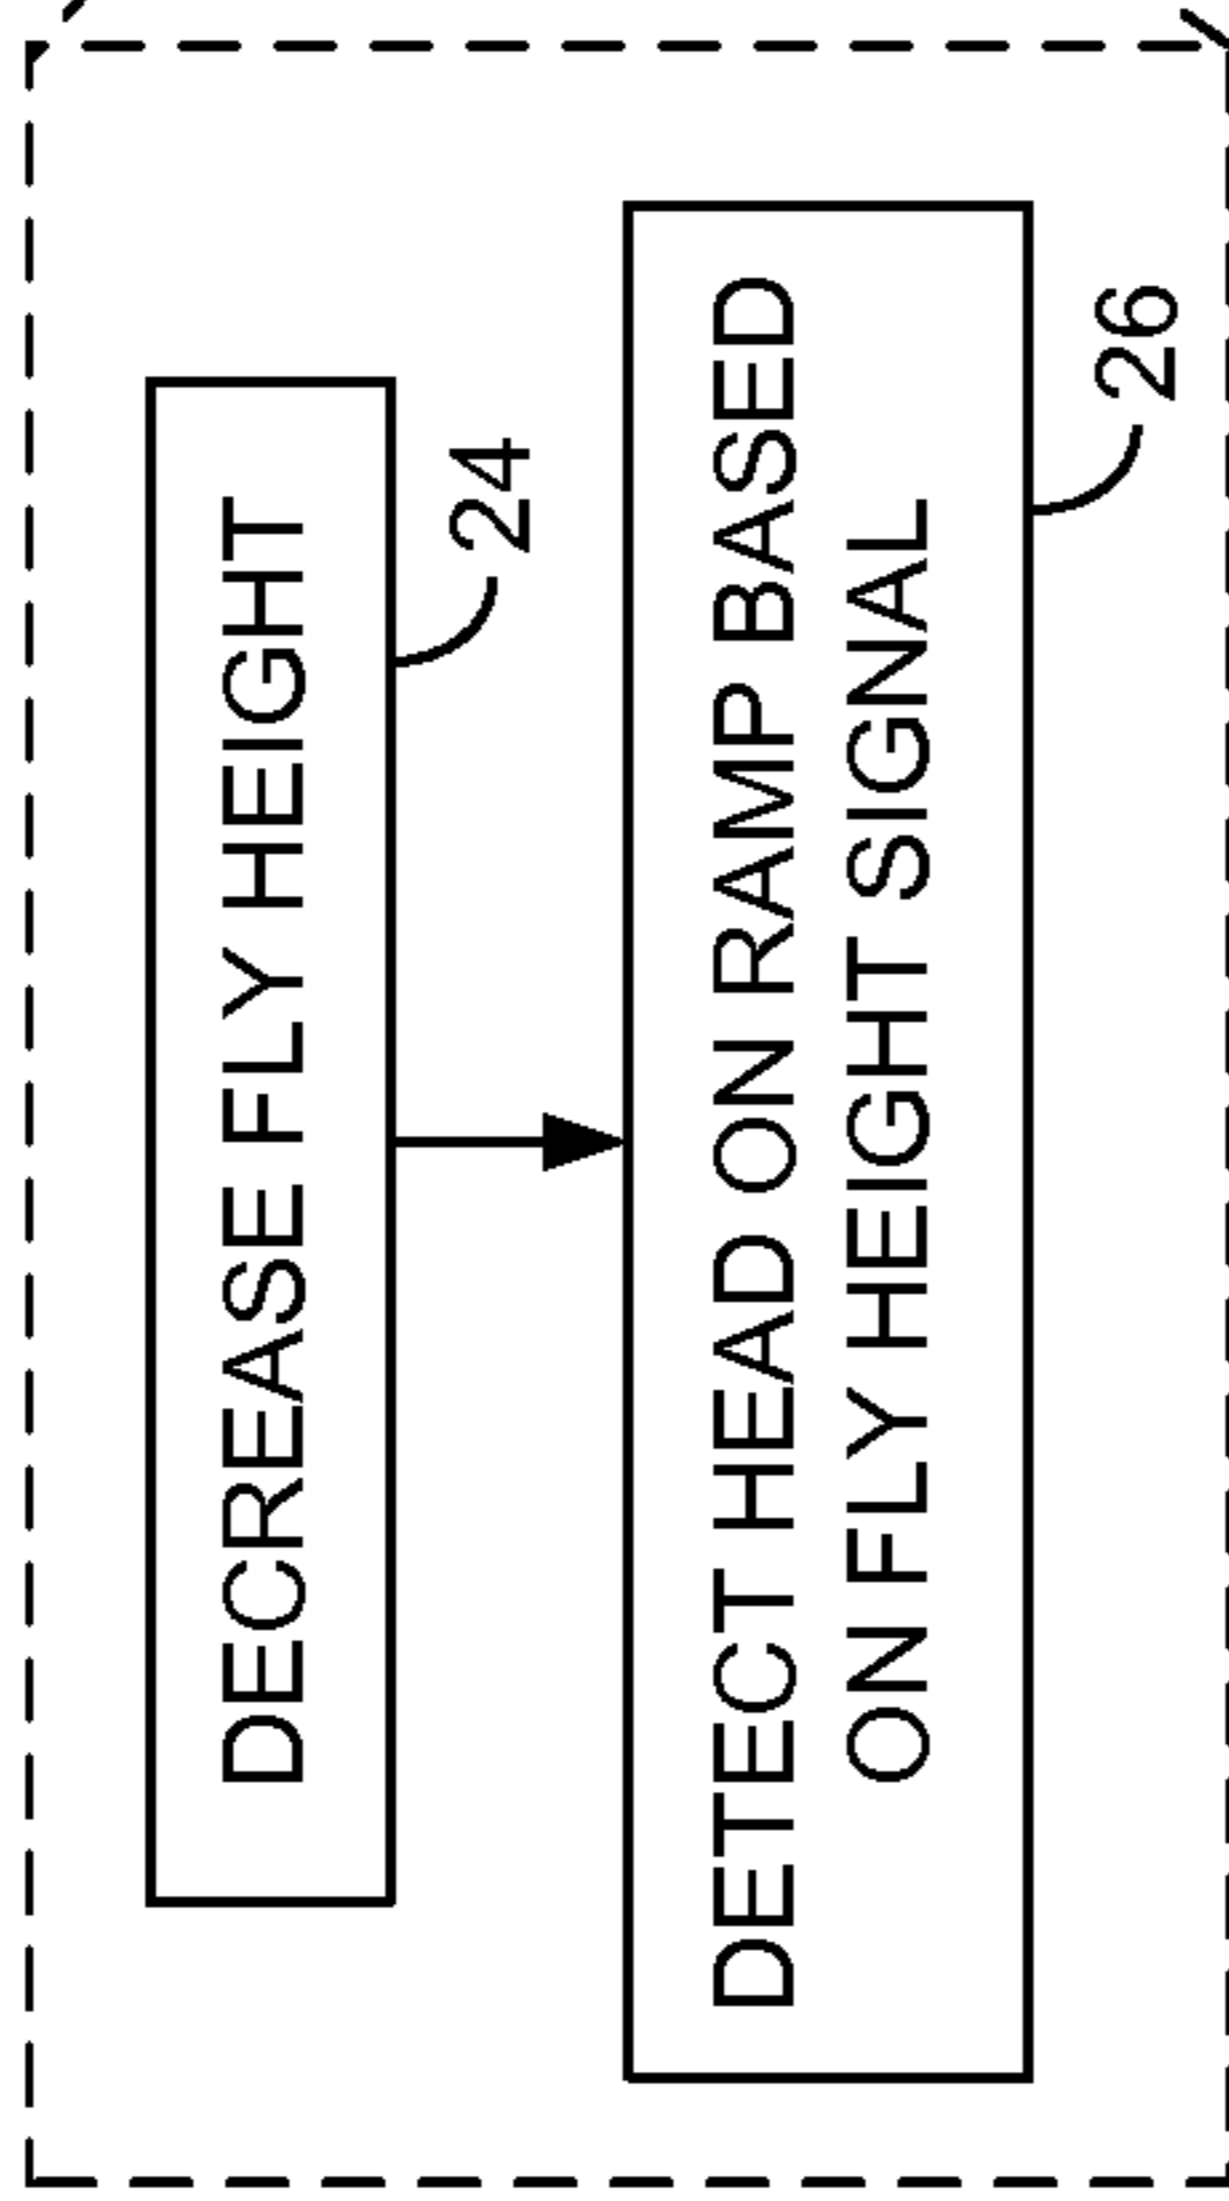 DECREASE FLY HEIGHT
24
DETECT HEAD ON RAMP BASED
ON FLY HEIGHT SIGNAL
26